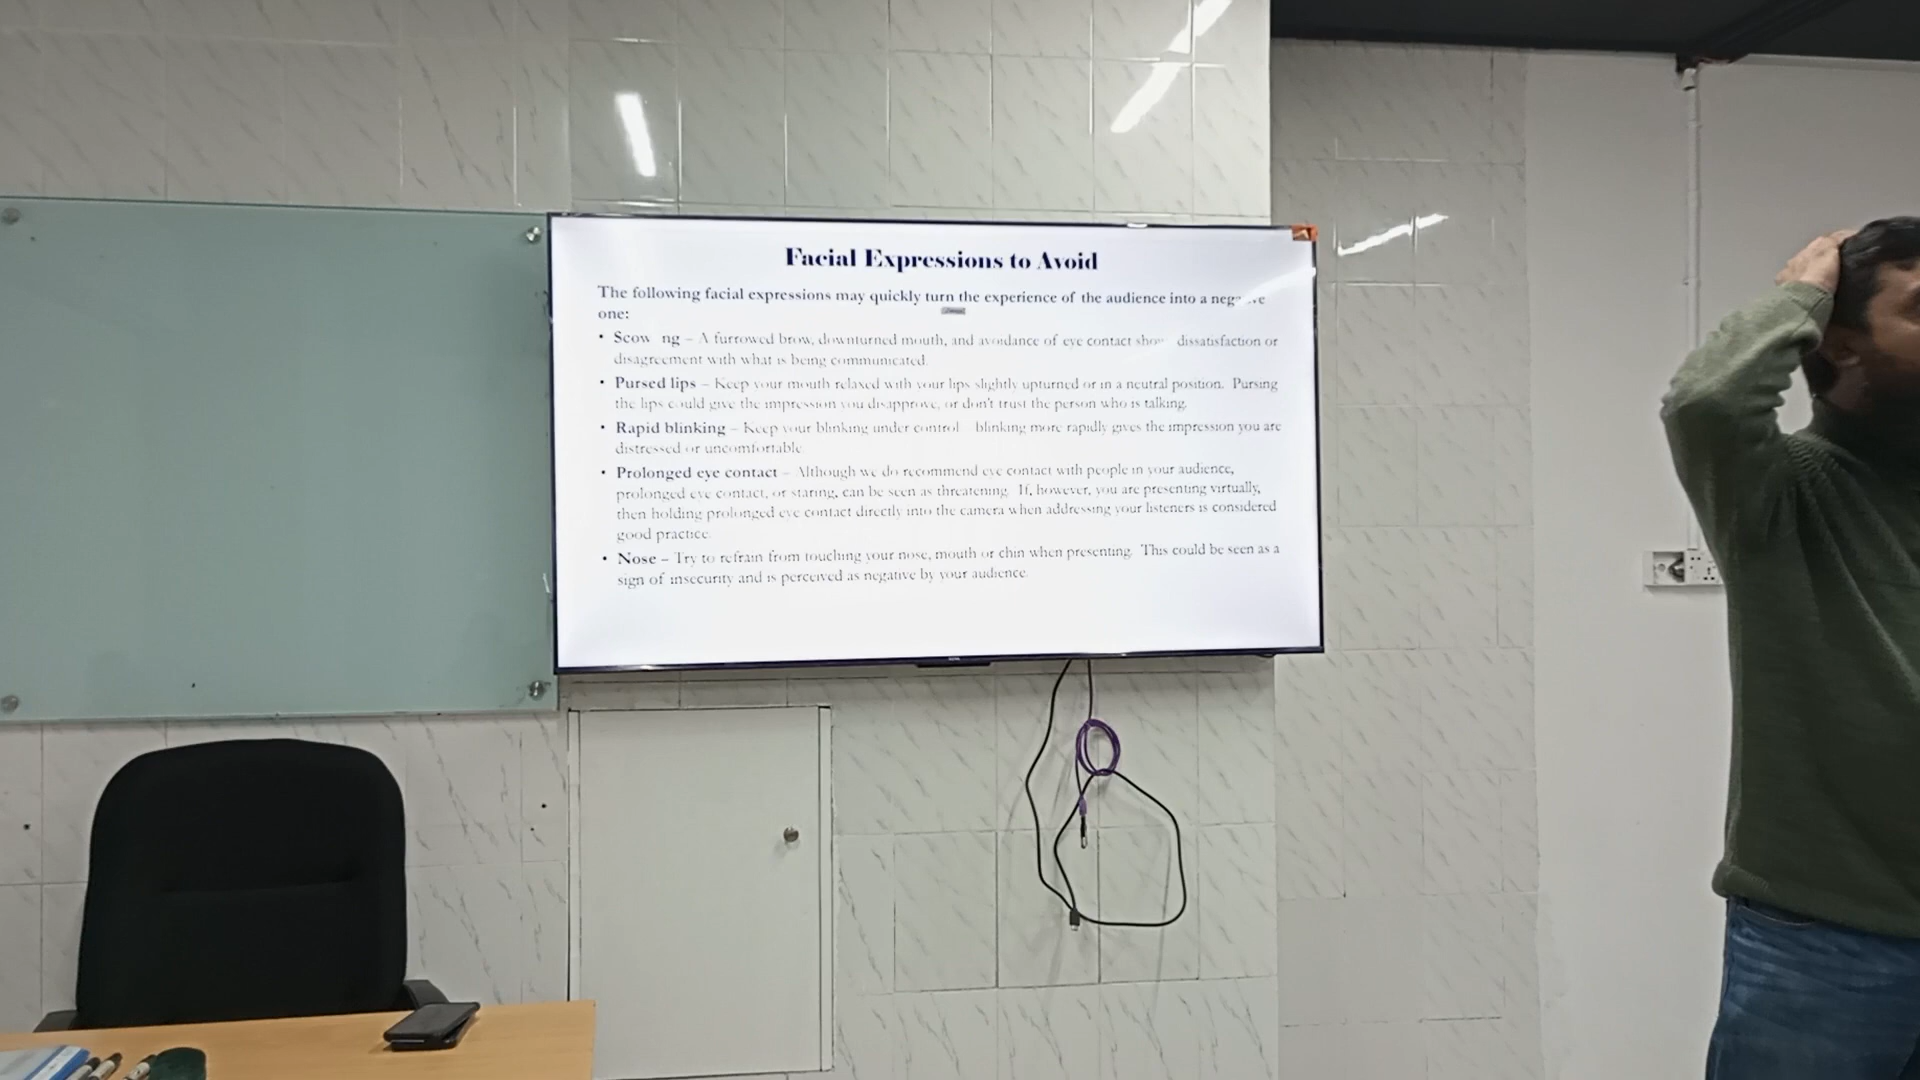 Facial Expressions to Avoid
The following facial expressions may quickly turn the experience of the audience into a
one:
• – A furrowed brow, downturned mouth, and avoidance of eye contact dissatisfaction or
disagreement with what is being communicated.
• Pursed lips – Keep your mouth relaxed with your lips slightly upturned or in a neutral position. Pursing
the lips could give the impression you disapprove, or don't trust the person who is talking.
• Rapid blinking – Keep your blinking under control blinking more rapidly gives the impression you are
distressed or uncomfortable.
• Prolonged eye contact – Although we do recommend eye contact with people in your audience,
prolonged eye contact, or staring, can be seen as threatening. If, however, you are presenting virtually,
then holding prolonged eye contact directly into the camera when addressing your listeners is considered
good practice.
• Nose – Try to refrain from touching your nose, mouth or chin when presenting. This could be seen as a
sign of insecurity and is perceived as negative by your audience.